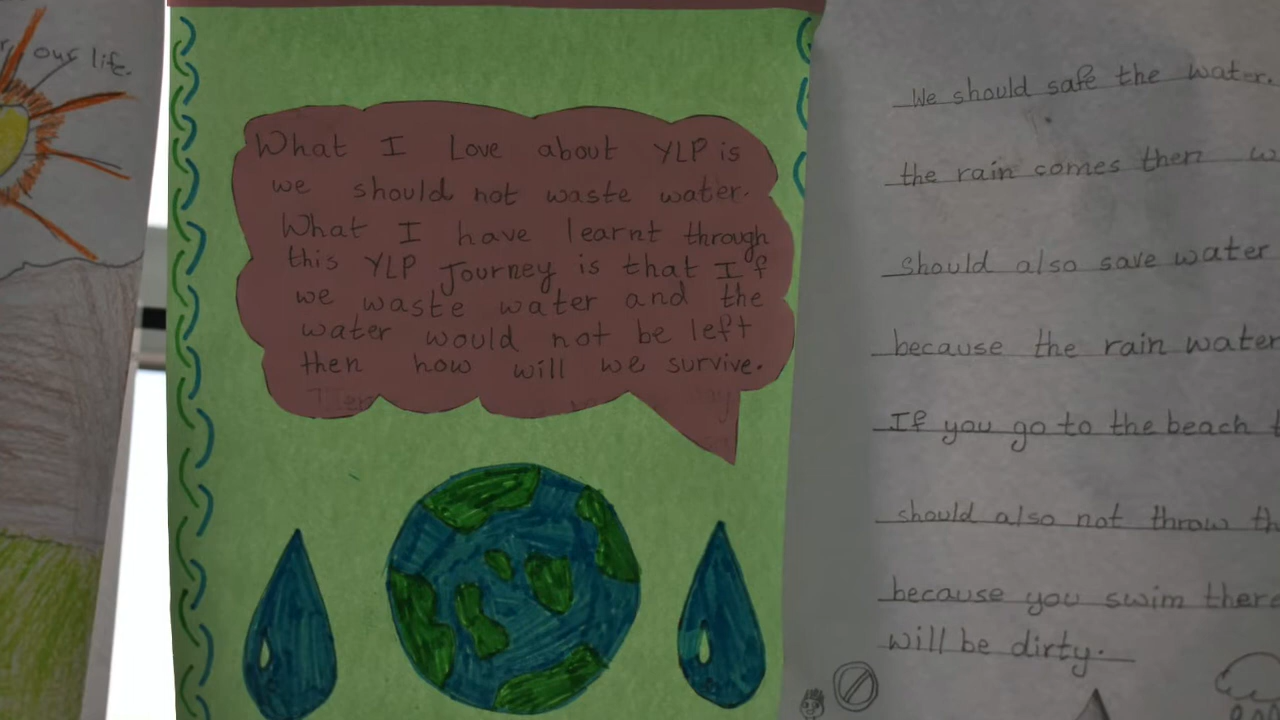 our life.
What I Love about YLP is
we should not waste water.
What I have learnt through
this YLP Journey is that If
we waste water and the
water would not be left
then how will we survive.
We should safe the water.
the rain comes then
should also save water
because the rain water
If you go to the beach
should also not throw
because you swim there
will be dirty.